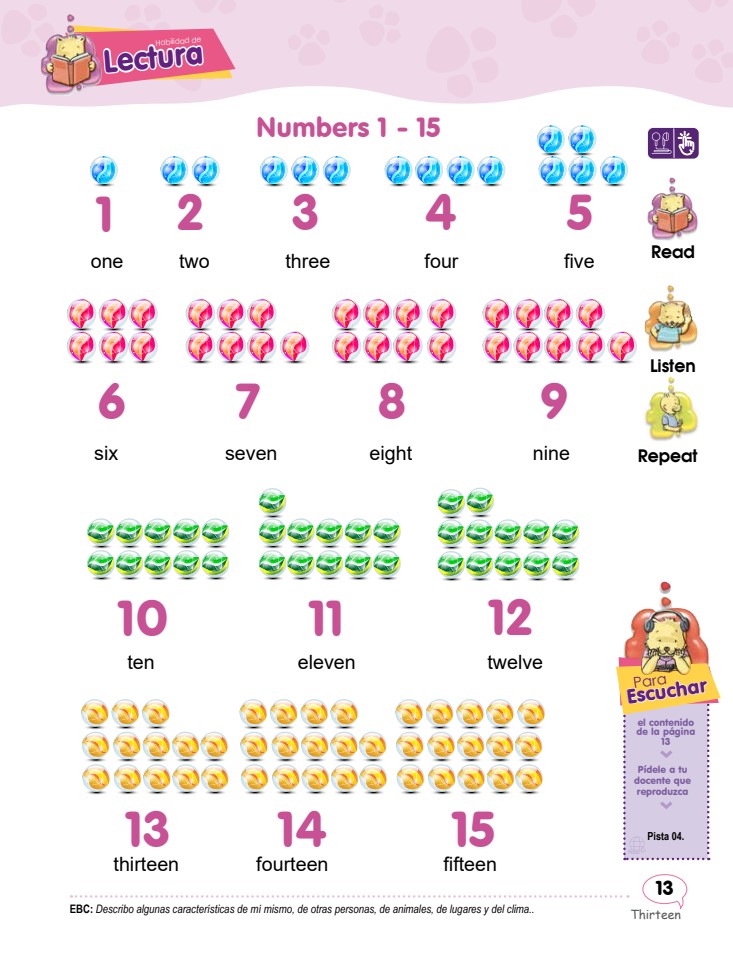 Habilidad de
Lectura
Numbers 1 - 15
1 2 3 4 5
one two three four five
Read
Listen
6 7 8 9
Repeat
six seven eight nine
10 11 12
ten eleven twelve
Para
Escuchar
el contenido
de la página
13
Pídele a tu
docente que
reproduzca
Pista 04.
13 14 15
thirteen fourteen fifteen
13
Thirteen
EBC: Describo algunas características de mí mismo, de otras personas, de animales, de lugares y del clima..